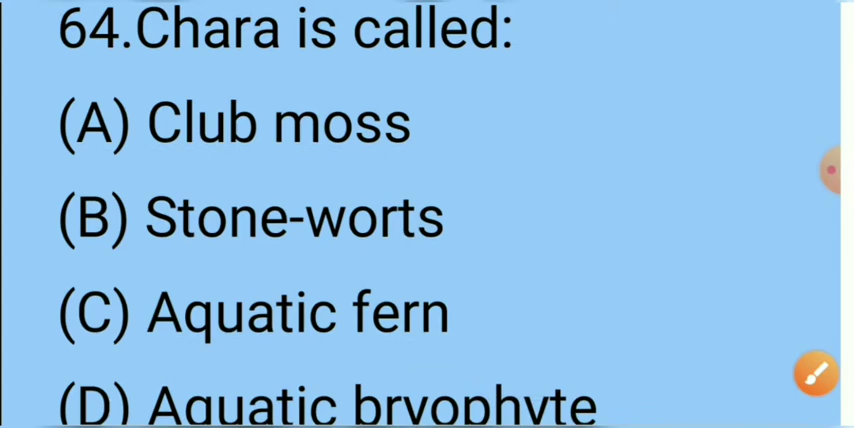 64.Chara is called:
(A) Club moss
(B) Stone-worts
(C) Aquatic fern
(D) Aquatic bryophyte